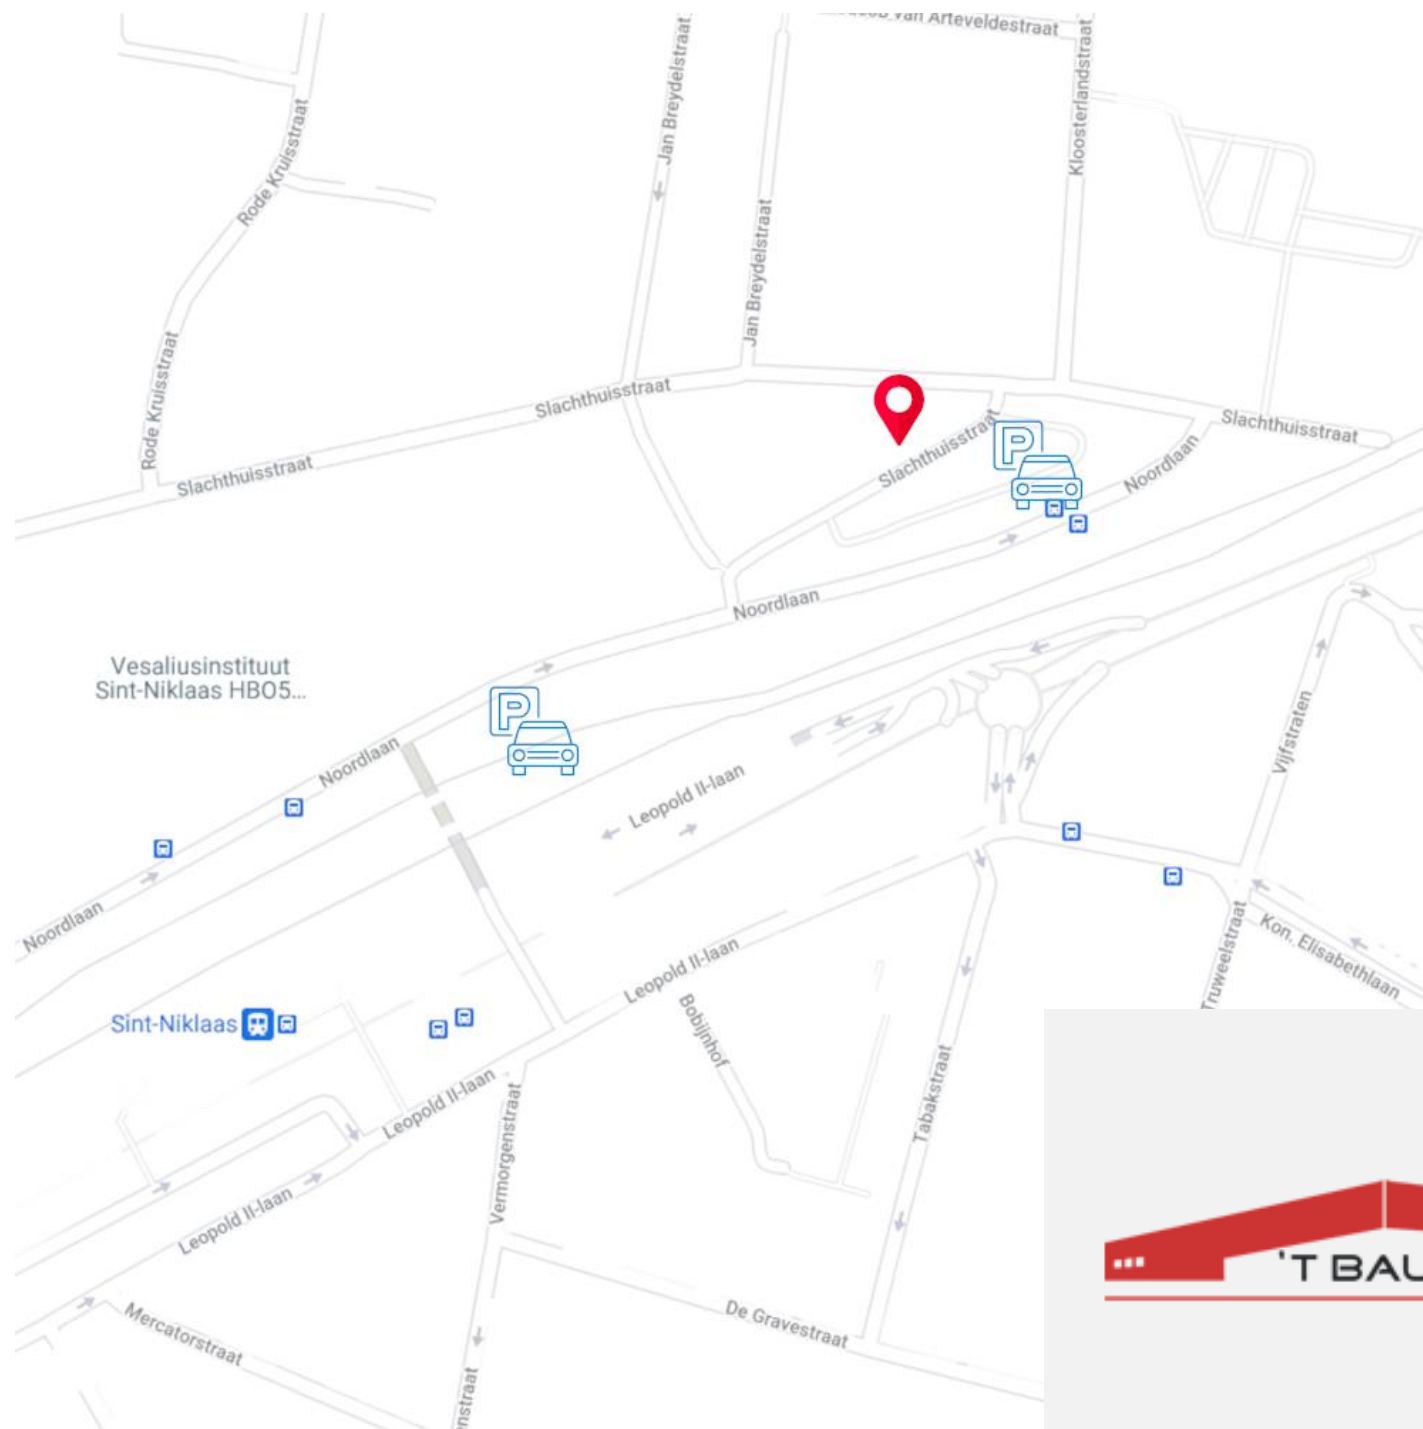 van Arteveldestraat
Jan Breydelstraat
Kloosterlandstraat
Rode Kruisstraat
Jan Breydelstraat
Rode Kruisstraat
Slachthuisstraat
Slachthuisstraat
Slachthuisstraat
Slachthuisstraat
P
Noordlaan
Noordlaan
Vesaliusinstituut
Sint-Niklaas HBO5...
P
Noordlaan
Vijfstraten
Leopold II-laan
Noordlaan
Truweelstraat
Kon. Elisabethlaan
Leopold II-laan
Sint-Niklaas
Bobijnhof
Leopold II-laan
Tabakstraat
Vermorgenstraat
Leopold II-laan
'T BAU
De Gravestraat
Mercatorstraat
nstraat